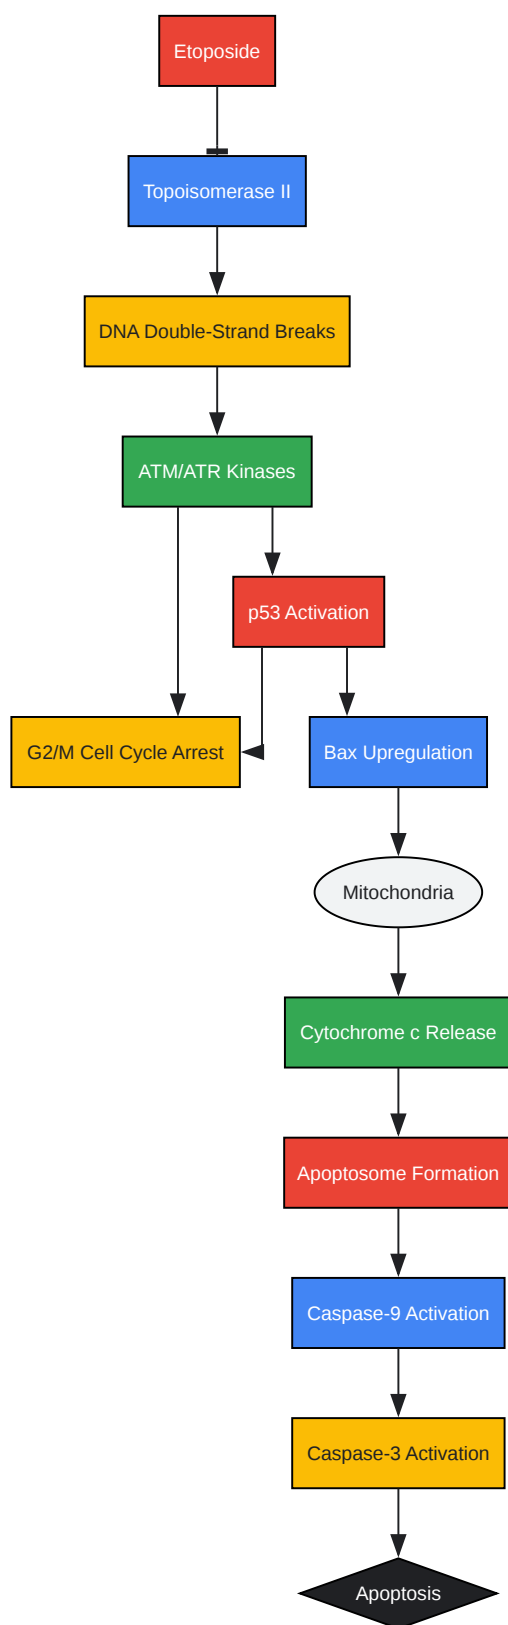 Etoposide
Topoisomerase II
DNA Double-Strand Breaks
ATM/ATR Kinases
p53 Activation
G2/M Cell Cycle Arrest
Bax Upregulation
Mitochondria
Cytochrome c Release
Apoptosome Formation
Caspase-9 Activation
Caspase-3 Activation
Apoptosis